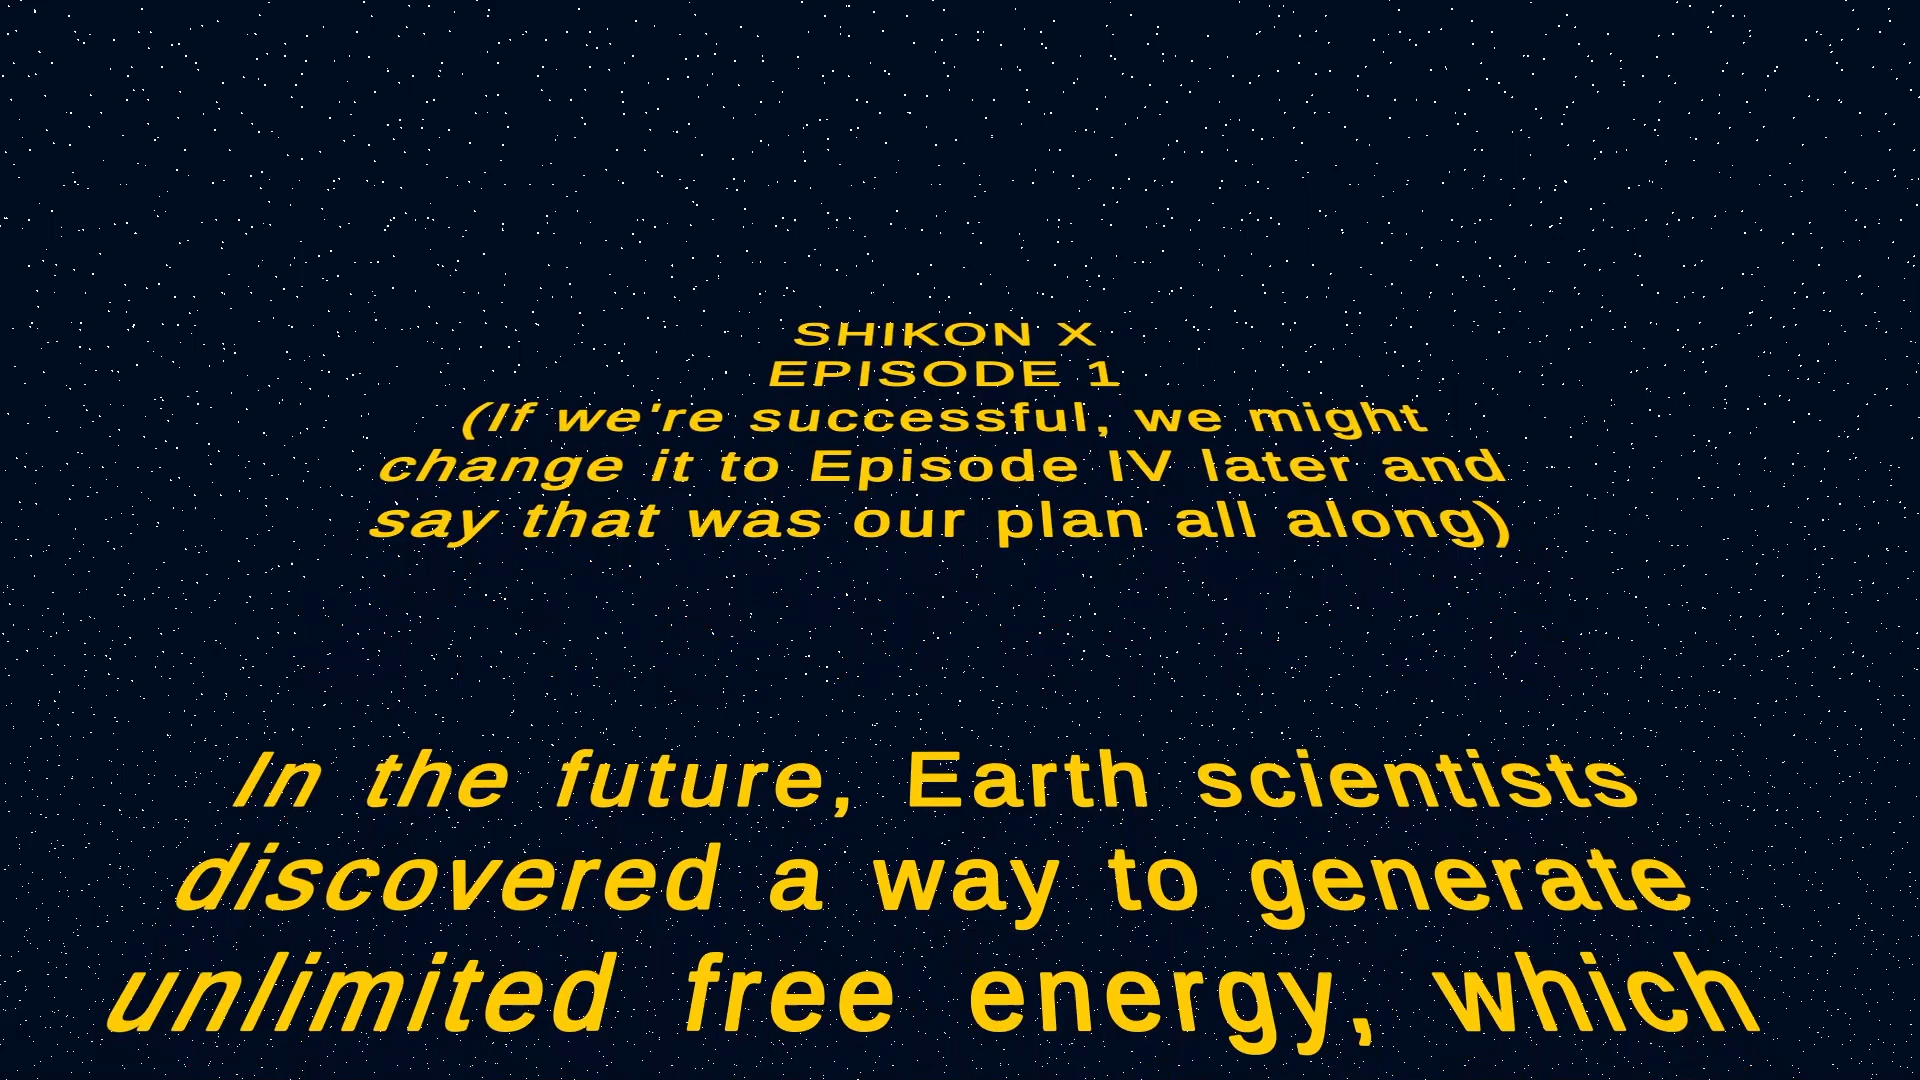 SHIKON X
EPISODE 1
(If we're successful, we might
change it to Episode IV later and
say that was our plan all along)
In the future, Earth scientists
discovered a way to generate
unlimited free energy, which